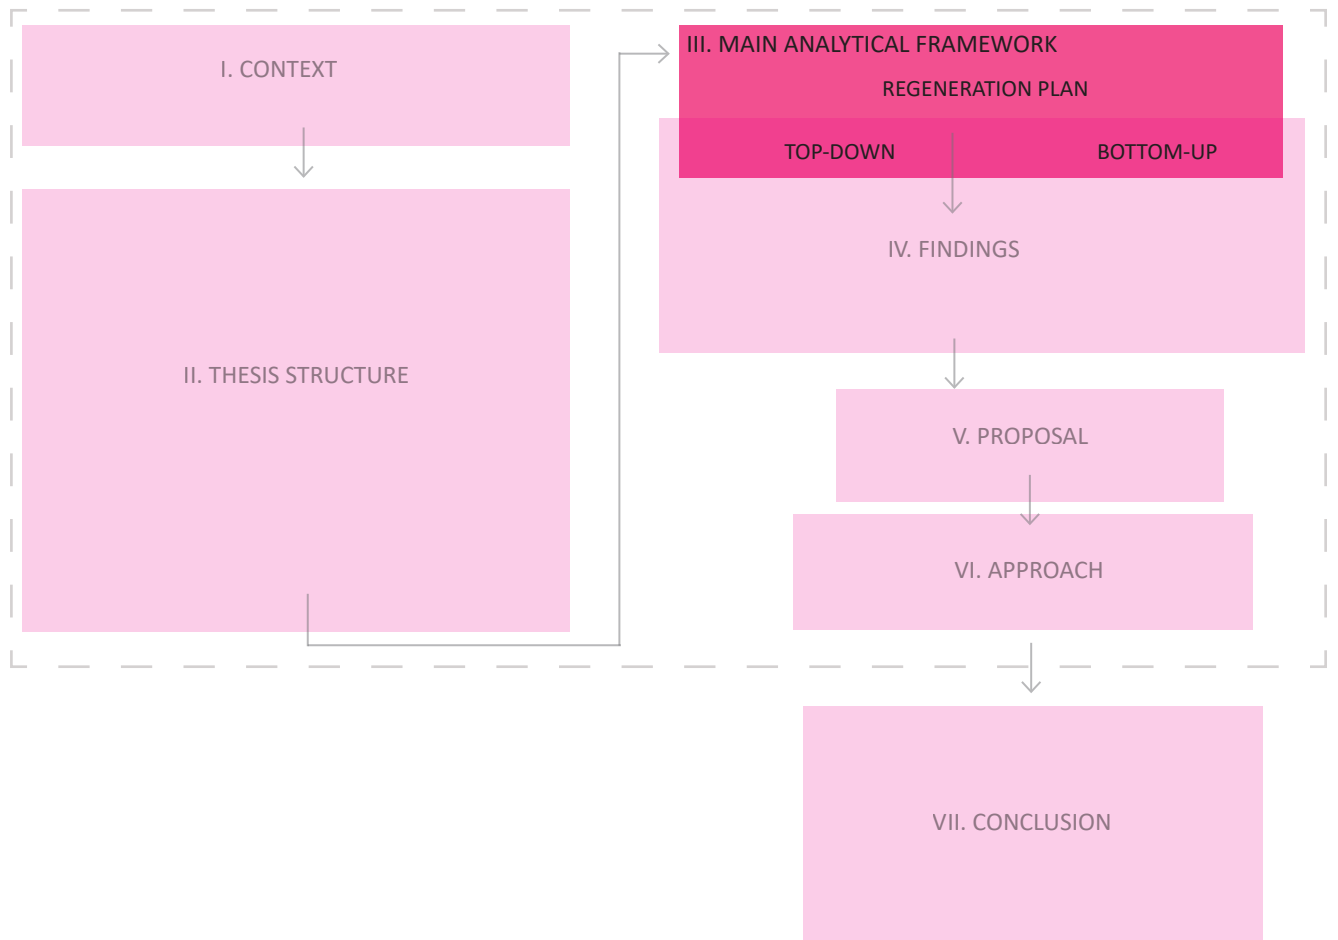 I. CONTEXT
II. THESIS STRUCTURE
III. MAIN ANALYTICAL FRAMEWORK
REGENERATION PLAN
TOP-DOWN
BOTTOM-UP
IV. FINDINGS
V. PROPOSAL
VI. APPROACH
VII. CONCLUSION